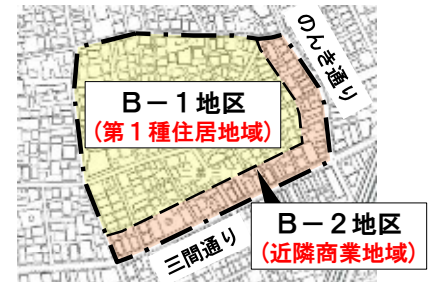 のんき通り
B－1地区
(第1種住居地域)
B－2地区
(近隣商業地域)
三間通り